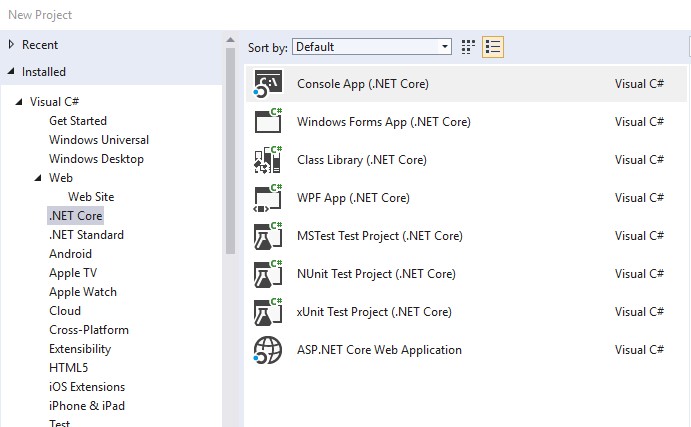 New Project
Recent
Installed
Visual C#
Get Started
Windows Universal
Windows Desktop
Web
Web Site
.NET Core
.NET Standard
Android
Apple TV
Apple Watch
Cloud
Cross-Platform
Extensibility
HTML5
iOS Extensions
iPhone & iPad
Test
Sort by: Default
C:\ Console App (.NET Core) Visual C#
C# Windows Forms App (.NET Core) Visual C#
C# Class Library (.NET Core) Visual C#
C# WPF App (.NET Core) Visual C#
C# MSTest Test Project (.NET Core) Visual C#
C# NUnit Test Project (.NET Core) Visual C#
C# xUnit Test Project (.NET Core) Visual C#
ASP.NET Core Web Application Visual C#